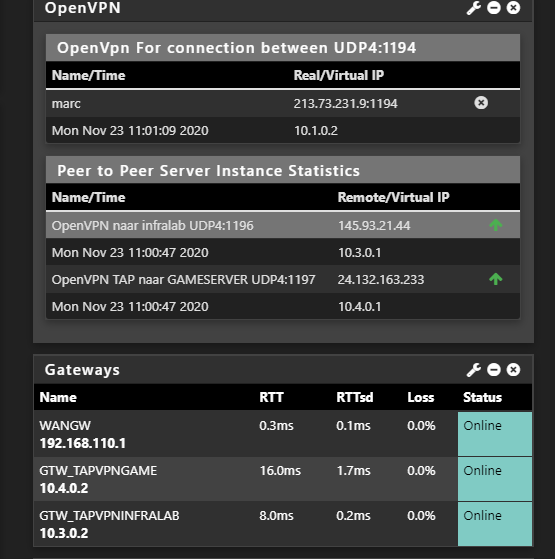 OpenVPN
OpenVpn For connection between UDP4:1194
Name/Time Real/Virtual IP
marc 213.73.231.9:1194
Mon Nov 23 11:01:09 2020 10.1.0.2
Peer to Peer Server Instance Statistics
Name/Time Remote/Virtual IP
OpenVPN naar infralab UDP4:1196 145.93.21.44
Mon Nov 23 11:00:47 2020 10.3.0.1
OpenVPN TAP naar GAMESERVER UDP4:1197 24.132.163.233
Mon Nov 23 11:00:47 2020 10.4.0.1
Gateways
Name RTT RTTsd Loss Status
WANGW 0.3ms 0.1ms 0.0% Online
192.168.110.1
GTW_TAPVPNGAME 16.0ms 1.7ms 0.0% Online
10.4.0.2
GTW_TAPVPNINFRALAB 8.0ms 0.2ms 0.0% Online
10.3.0.2